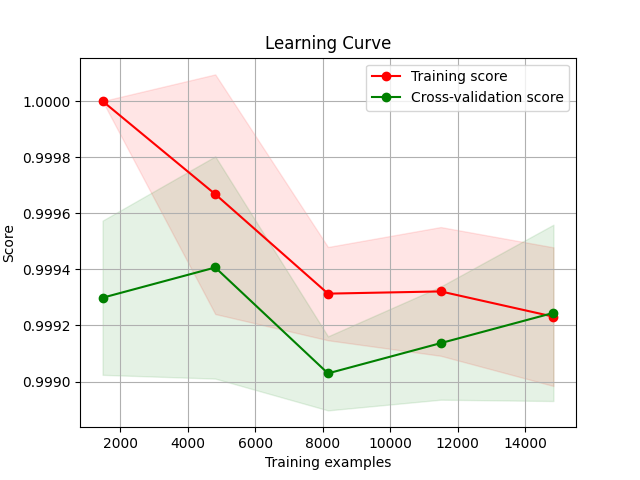 Learning Curve
Training score
Cross-validation score
1.0000
0.9998
0.9996
0.9994
0.9992
0.9990
Score
2000 4000 6000 8000 10000 12000 14000
Training examples